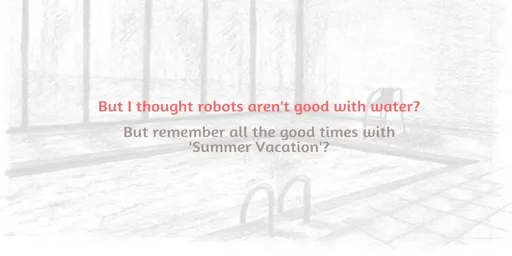 But I thought robots aren't good with water?
But remember all the good times with
'Summer Vacation'?